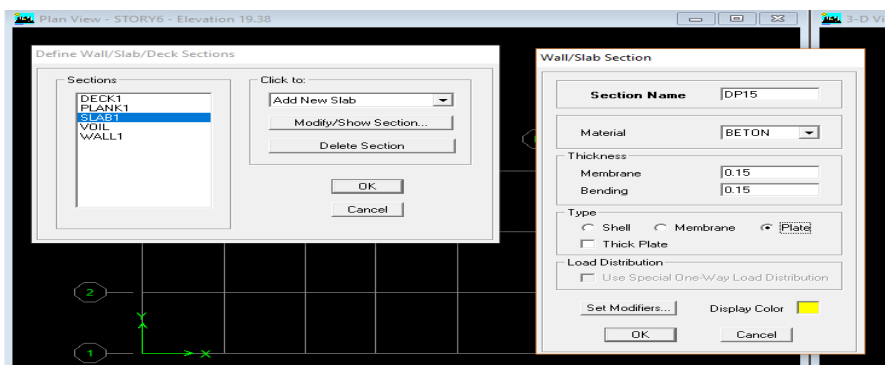 Plan View - STORY6 - Elevation 19.38
3-D Vi
Define Wall/Slab/Deck Sections
Sections
DECK1
PLANK1
SLAB1
VOIL
WALL1
Click to:
Add New Slab
Modify/Show Section...
Delete Section
OK
Cancel
Wall/Slab Section
Section Name
DP15
Material
BETON
Thickness
Membrane
0.15
Bending
0.15
Type
Shell
Membrane
Plate
Thick Plate
Load Distribution
Use Special One-Way Load Distribution
Set Modifiers...
Display Color
OK
Cancel
2
Y
1
X